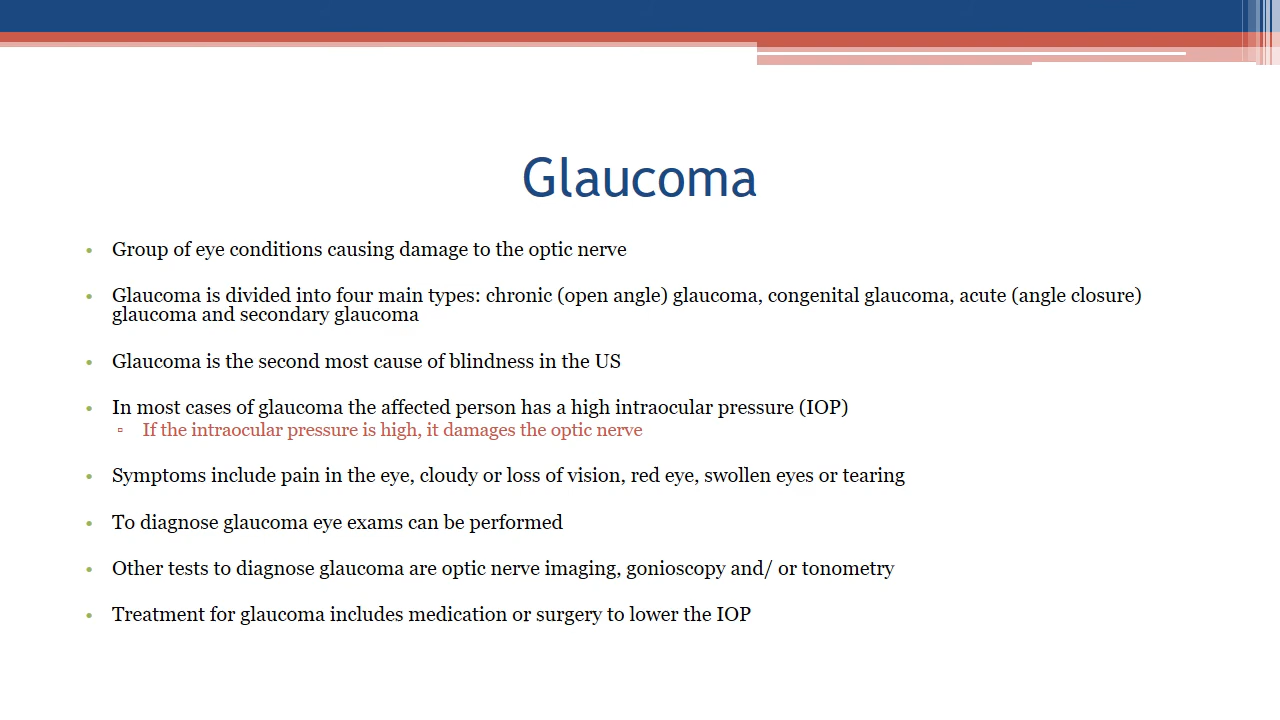 Glaucoma
• Group of eye conditions causing damage to the optic nerve
• Glaucoma is divided into four main types: chronic (open angle) glaucoma, congenital glaucoma, acute (angle closure)
glaucoma and secondary glaucoma
• Glaucoma is the second most cause of blindness in the US
• In most cases of glaucoma the affected person has a high intraocular pressure (IOP)
▫ If the intraocular pressure is high, it damages the optic nerve
• Symptoms include pain in the eye, cloudy or loss of vision, red eye, swollen eyes or tearing
• To diagnose glaucoma eye exams can be performed
• Other tests to diagnose glaucoma are optic nerve imaging, gonioscopy and/ or tonometry
• Treatment for glaucoma includes medication or surgery to lower the IOP